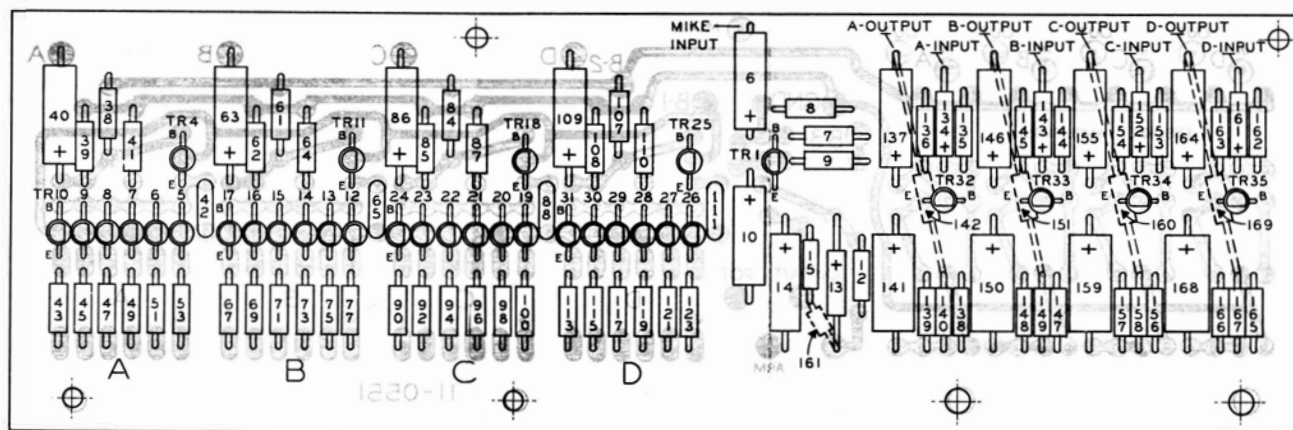 MIKE INPUT
A-OUTPUT B-OUTPUT C-OUTPUT D-OUTPUT
A-INPUT B-INPUT C-INPUT D-INPUT
A B C D B-2
40 39 38 41 TR4 B E
63 62 61 64 TR11 B E
86 85 84 87 TR18 B E
109 108 107 110 TR25 B E
6 8 7 9 TR1 B E
137 136 134 135 146 145 143 144 155 154 152 153 164 163 161 162
TR10 9 8 7 6 5 42
B E
17 16 15 14 13 12 65
B E
24 23 22 21 20 19 88
B E
31 30 29 28 27 26 111
B E
E TR32 B E TR33 B E TR34 B E TR35 B
142 151 160 169
10 14 15 13 12 161
141 139 140 138 150 148 149 147 159 157 158 156 168 166 167 165
43 45 47 49 51 53
67 69 71 73 75 77
90 92 94 96 98 100
113 115 117 119 121 123
A B C D
11-0551